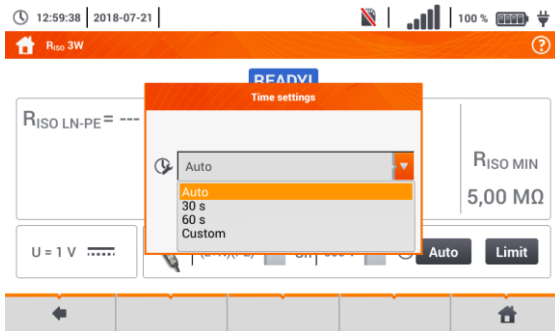 12:59:38 2018-07-21 100 %
RISO 3W
READY!
Time settings
RISO LN-PE= ---
Auto
Auto
30 s
60 s
Custom
RISO MIN
5,00 MΩ
U = 1 V
Auto
Limit